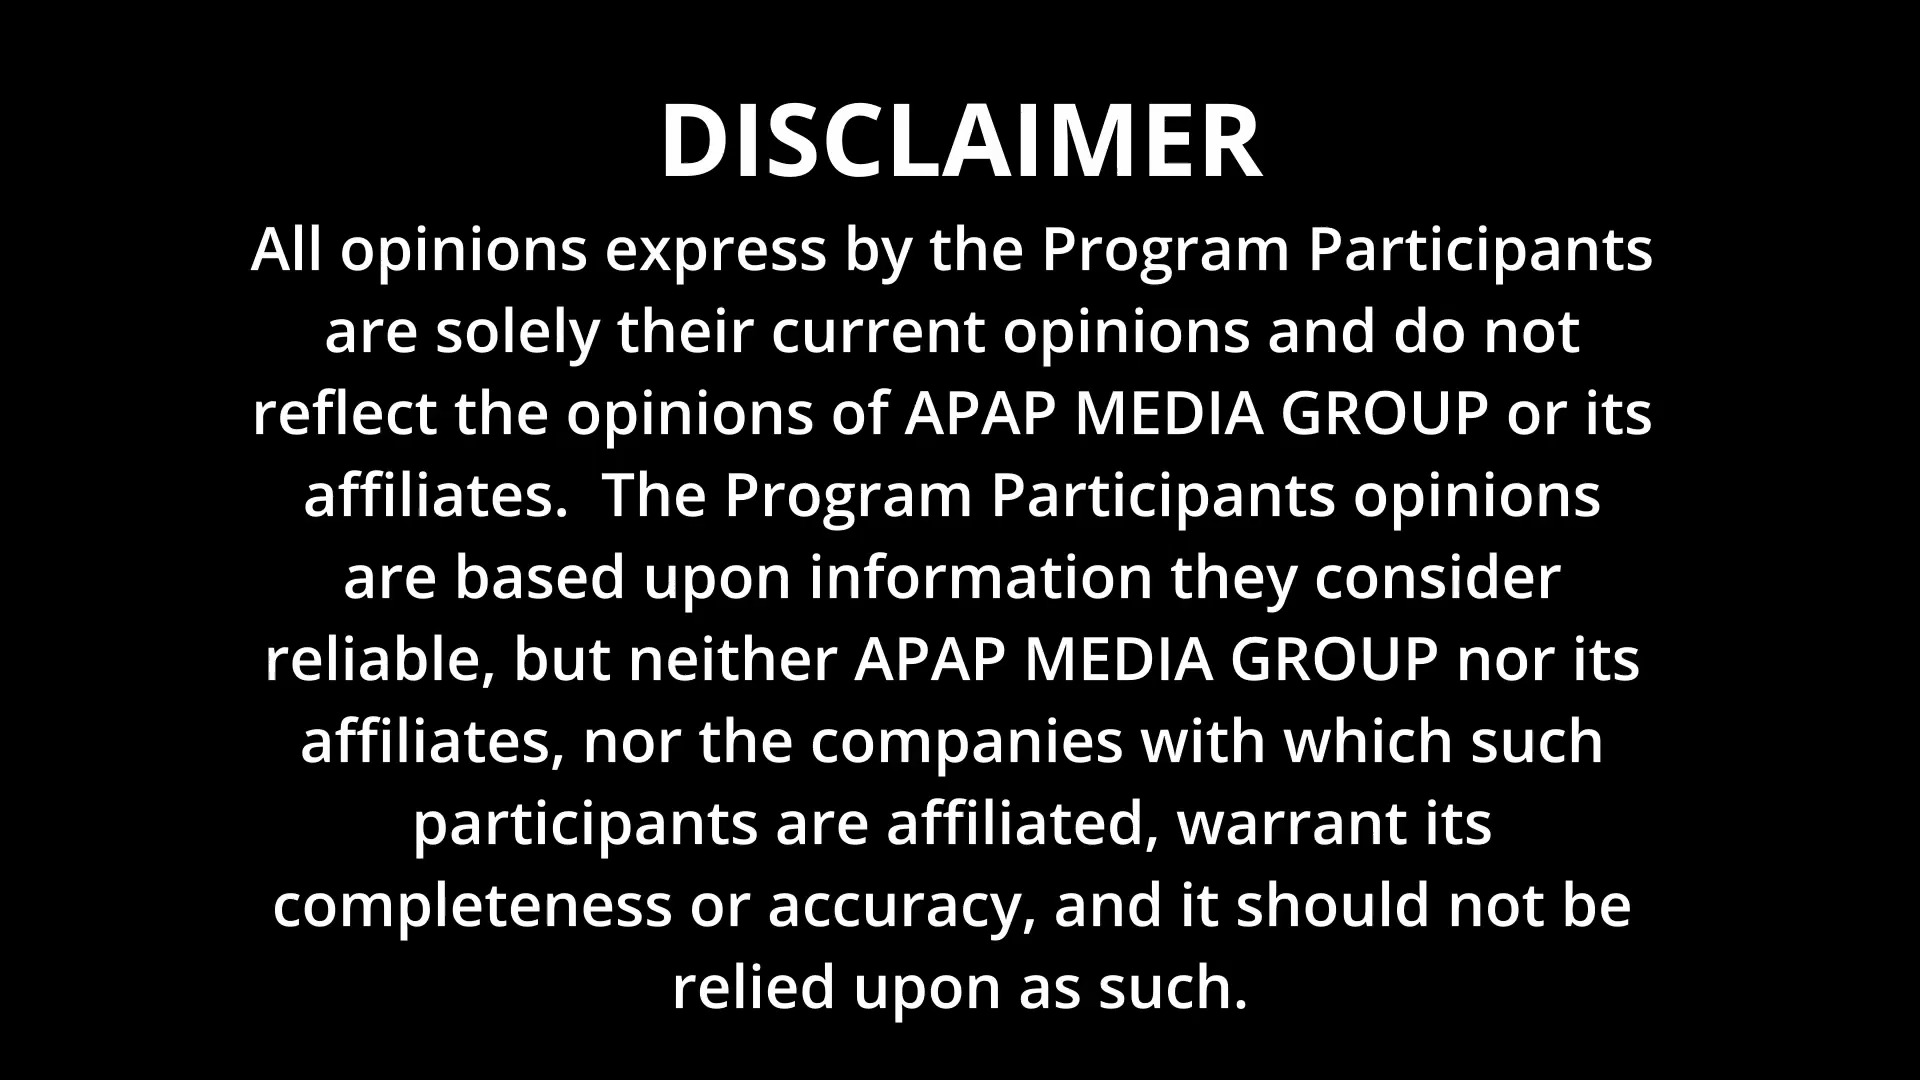 DISCLAIMER
All opinions express by the Program Participants
are solely their current opinions and do not
reflect the opinions of APAP MEDIA GROUP or its
affiliates.  The Program Participants opinions
are based upon information they consider
reliable, but neither APAP MEDIA GROUP nor its
affiliates, nor the companies with which such
participants are affiliated, warrant its
completeness or accuracy, and it should not be
relied upon as such.